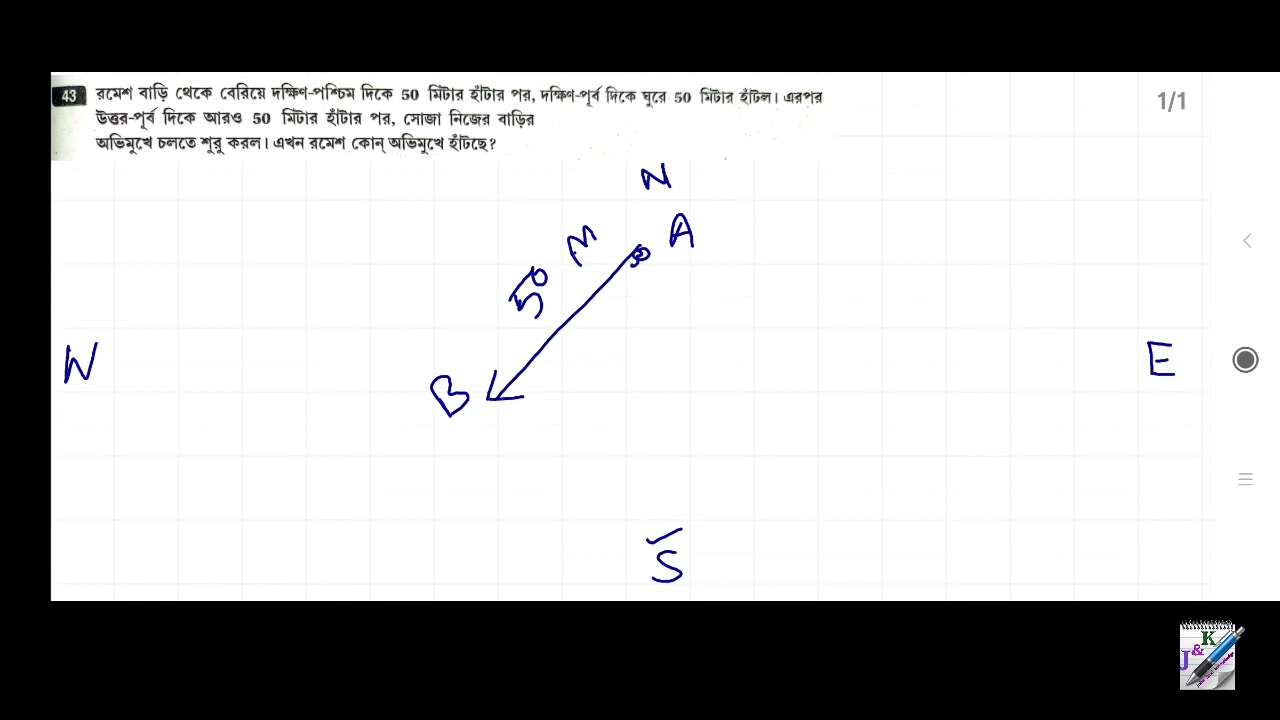 43 রমেশ বাড়ি থেকে বেরিয়ে দক্ষিণ-পশ্চিম দিকে 50 মিটার হাঁটার পর, দক্ষিণ-পূর্ব দিকে ঘুরে 50 মিটার হাঁটল। এরপর
উত্তর-পূর্ব দিকে আরও 50 মিটার হাঁটার পর, সোজা নিজের বাড়ির
অভিমুখে চলতে শুরু করল। এখন রমেশ কোন্ অভিমুখে হাঁটছে?
1/1
N
A
50 M
W
B
E
S
J&K